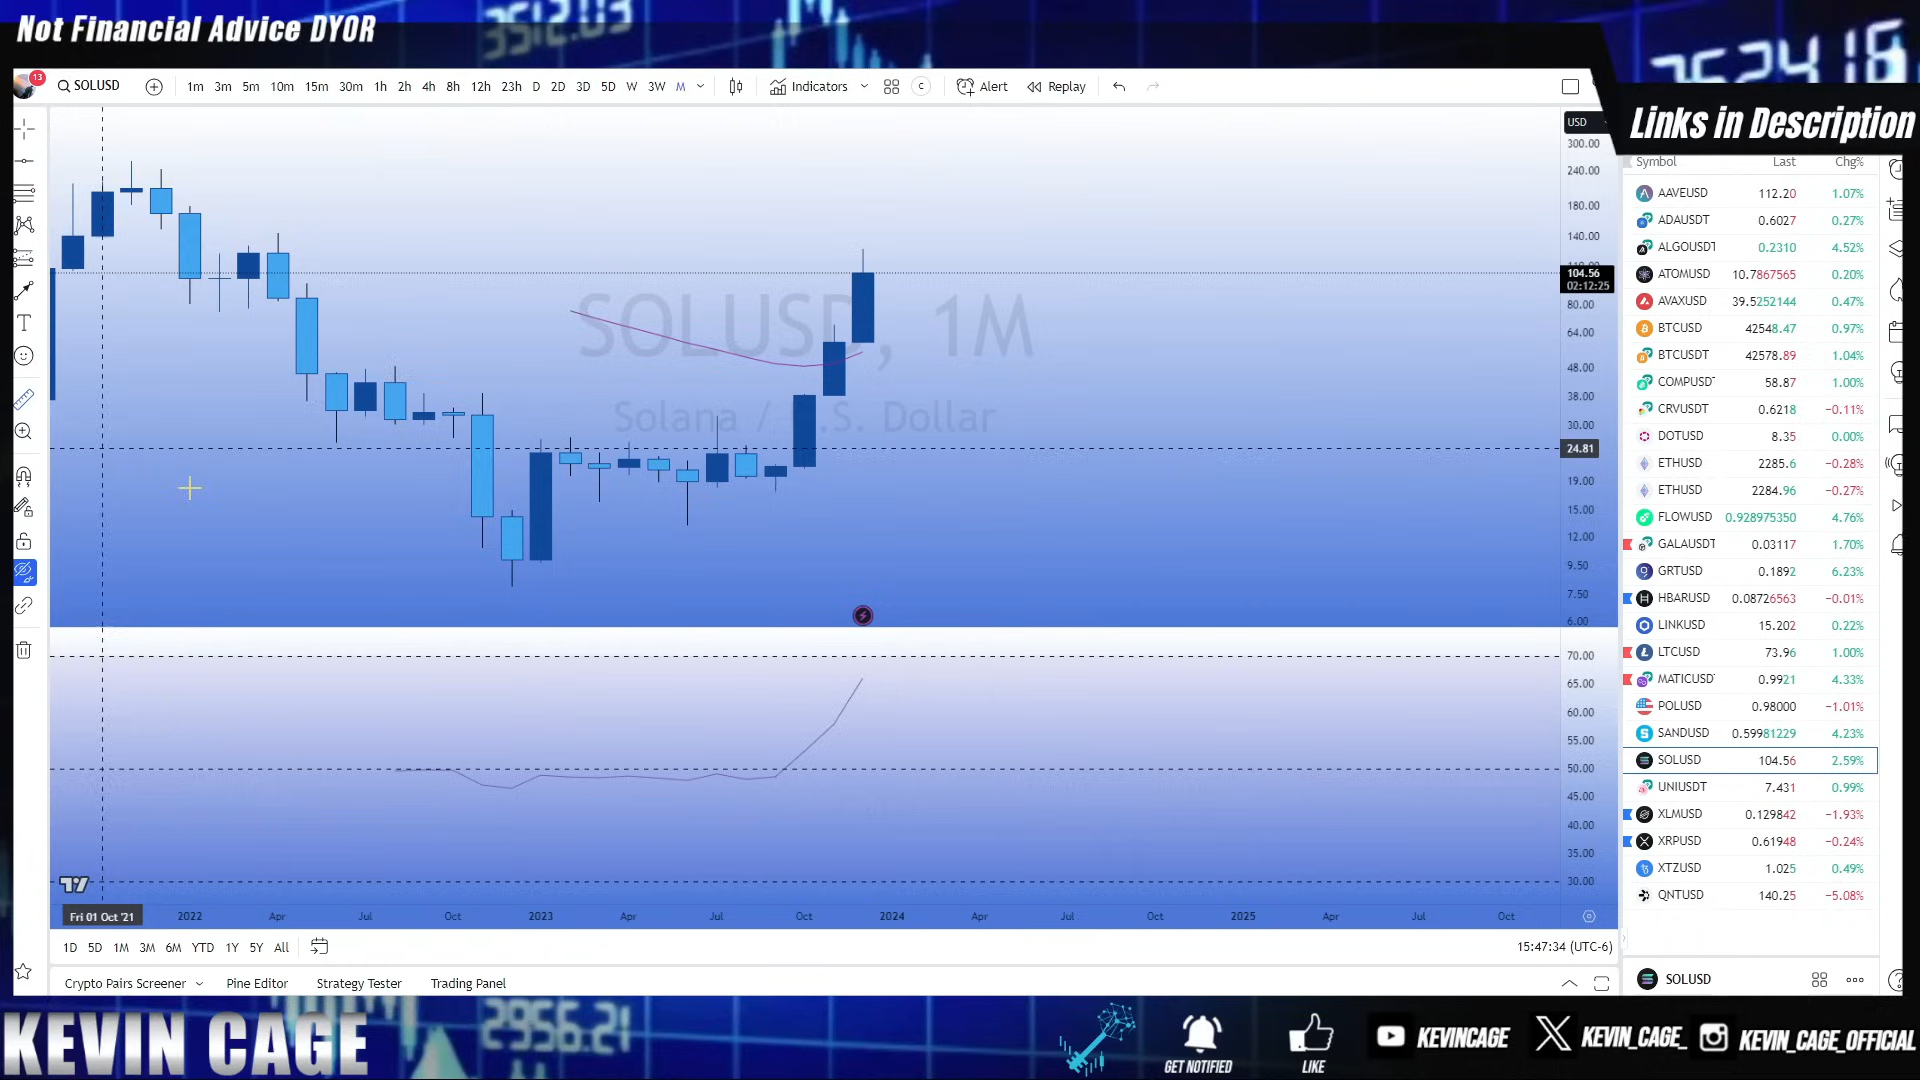 Not Financial Advice DYOR
3512.03
3524.16
13
SOLUSD
1m 3m 5m 10m 15m 30m 1h 2h 4h 8h 12h 23h D 2D 3D 5D W 3W M
Indicators
C
Alert
Replay
Links in Description
USD
300.00
240.00
180.00
140.00
104.56
02:12:25
80.00
64.00
48.00
38.00
30.00
24.81
19.00
15.00
12.00
9.50
7.50
6.00
70.00
65.00
60.00
55.00
50.00
45.00
40.00
35.00
30.00
SOLUSD, 1M
Solana / U.S. Dollar
Symbol Last Chg%
AAVEUSD 112.20 1.07%
ADAUSDT 0.6027 0.27%
ALGOUSDT 0.2310 4.52%
ATOMUSD 10.7867565 0.20%
AVAXUSD 39.5252144 0.47%
BTCUSD 42548.47 0.97%
BTCUSDT 42578.89 1.04%
COMPUSDT 58.87 1.00%
CRVUSDT 0.6218 −0.11%
DOTUSD 8.35 0.00%
ETHUSD 2285.6 −0.28%
ETHUSD 2284.96 −0.27%
FLOWUSD 0.928975350 4.76%
GALAUSDT 0.03117 1.70%
GRTUSD 0.1892 6.23%
HBARUSD 0.08726563 −0.01%
LINKUSD 15.202 0.22%
LTCUSD 73.96 1.00%
MATICUSD 0.9921 4.33%
POLUSD 0.98000 −1.01%
SANDUSD 0.59981229 4.23%
SOLUSD 104.56 2.59%
UNIUSDT 7.431 0.99%
XLMUSD 0.129842 −1.93%
XRPUSD 0.61948 −0.24%
XTZUSD 1.025 0.49%
QNTUSD 140.25 −5.08%
Fri 01 Oct '21 2022 Apr Jul Oct 2023 Apr Jul Oct 2024 Apr Jul Oct 2025 Apr Jul Oct
1D 5D 1M 3M 6M YTD 1Y 5Y All
15:47:34 (UTC-6)
Crypto Pairs Screener Pine Editor Strategy Tester Trading Panel
SOLUSD
KEVIN CAGE
2956.21
GET NOTIFIED
LIKE
KEVINCAGE
KEVIN_CAGE_
KEVIN_CAGE_OFFICIAL